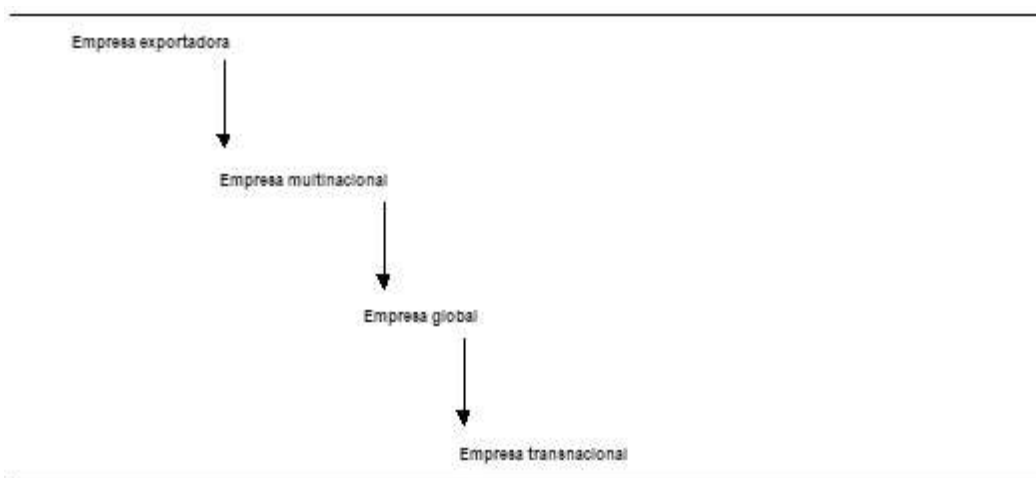 Empresa exportadora
Empresa multinacional
Empresa global
Empresa transnacional